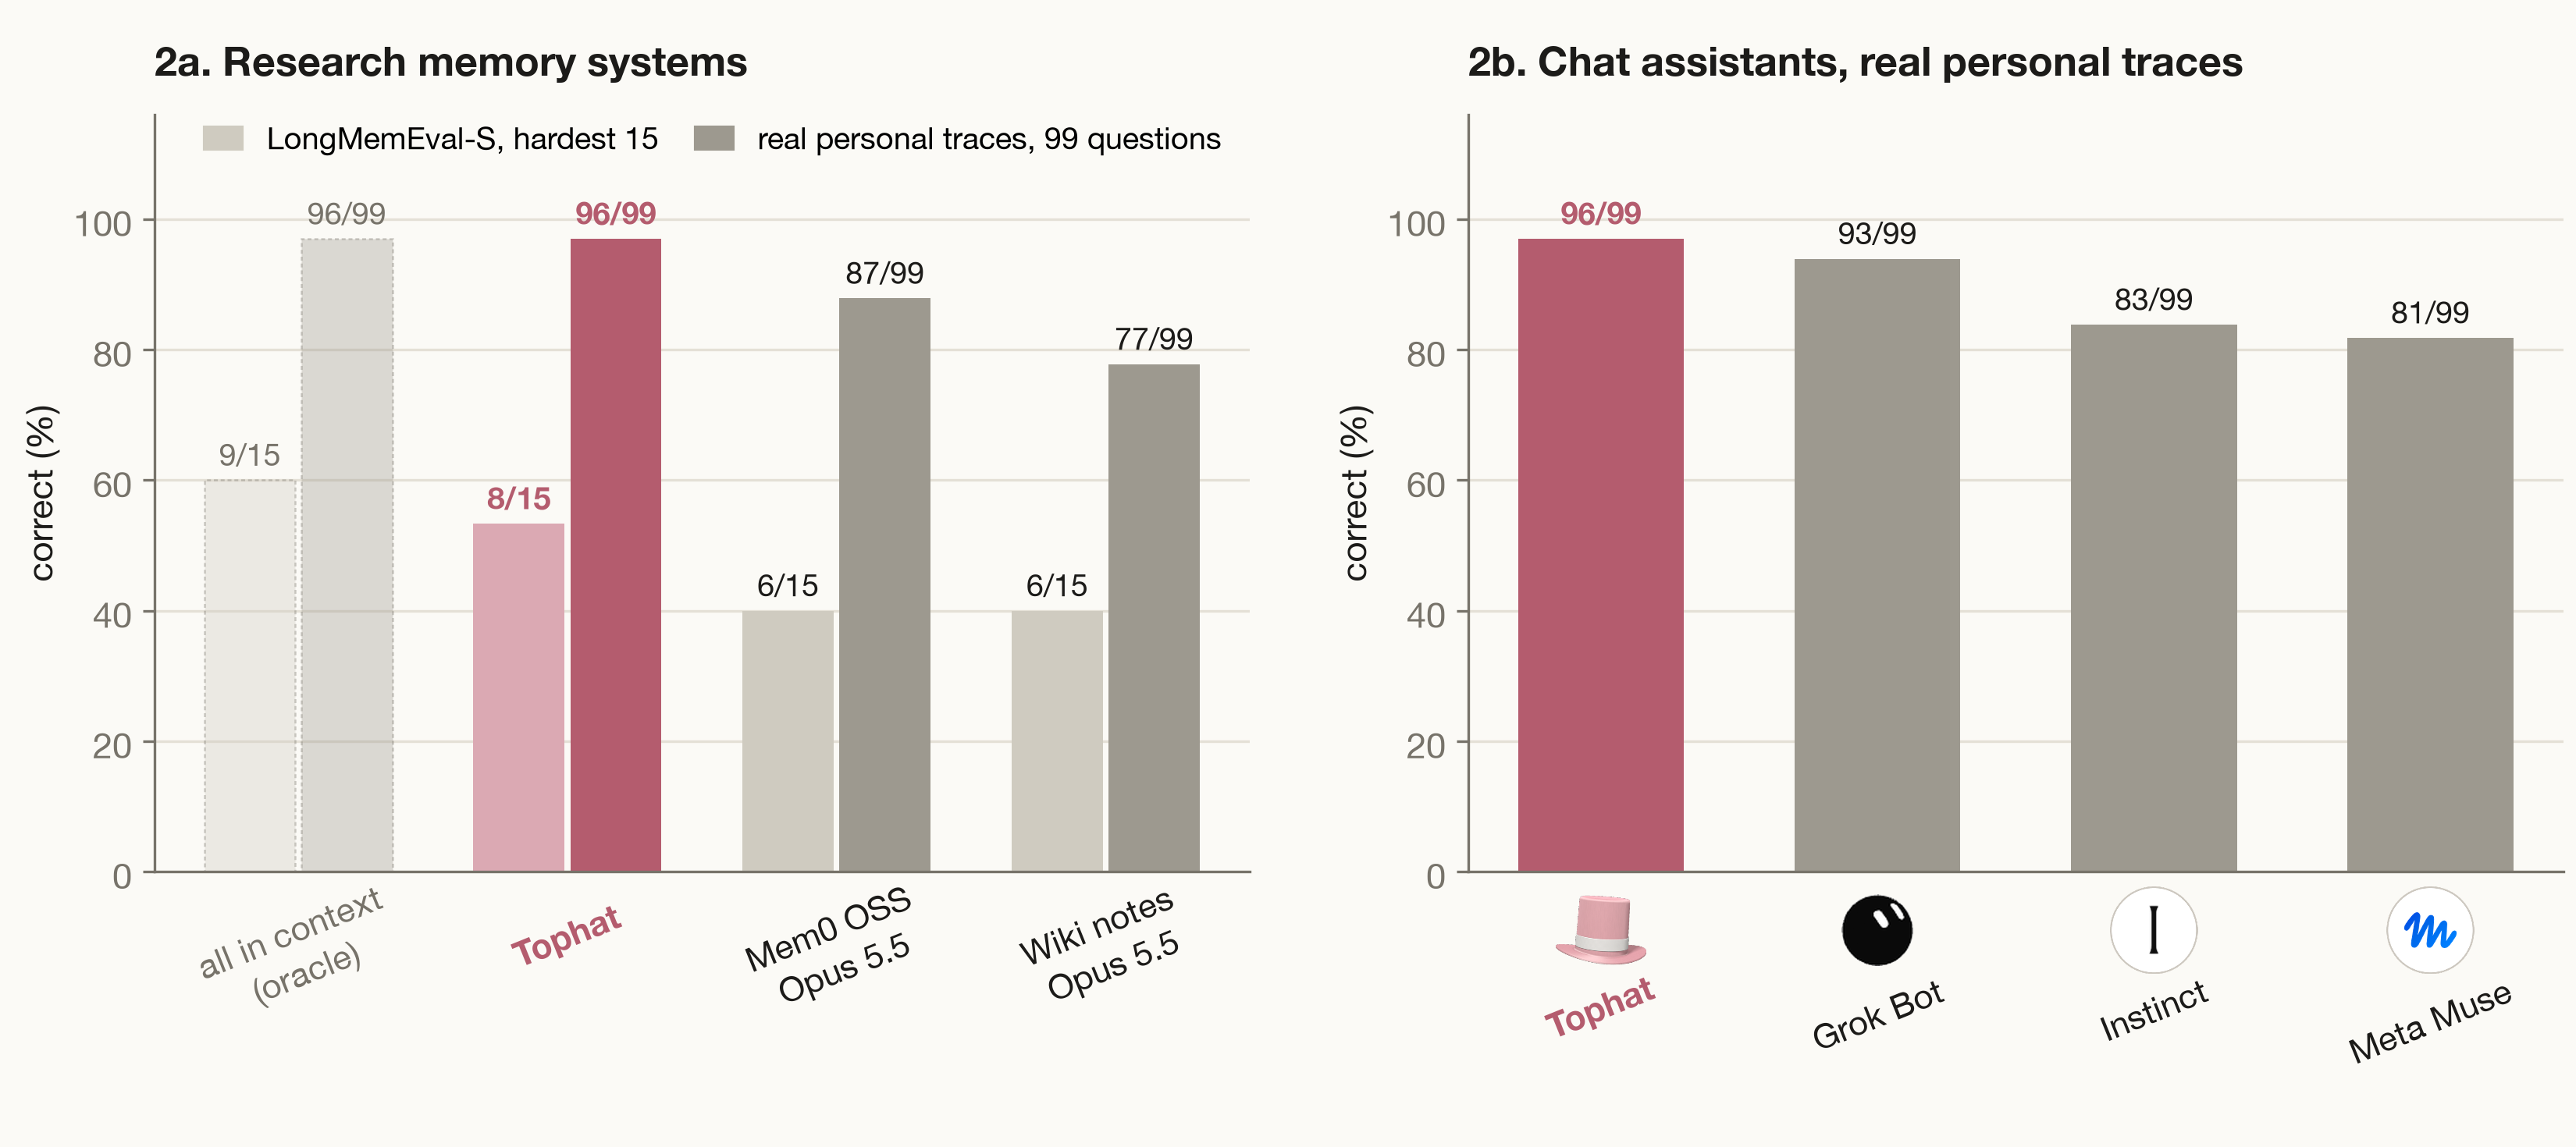 2a. Research memory systems
LongMemEval-S, hardest 15
real personal traces, 99 questions
correct (%)
100
80
60
40
20
0
9/15
96/99
8/15
96/99
6/15
87/99
6/15
77/99
all in context
(oracle)
Tophat
Mem0 OSS
Opus 5.5
Wiki notes
Opus 5.5
2b. Chat assistants, real personal traces
correct (%)
100
80
60
40
20
0
96/99
93/99
83/99
81/99
Tophat
Grok Bot
Instinct
Meta Muse